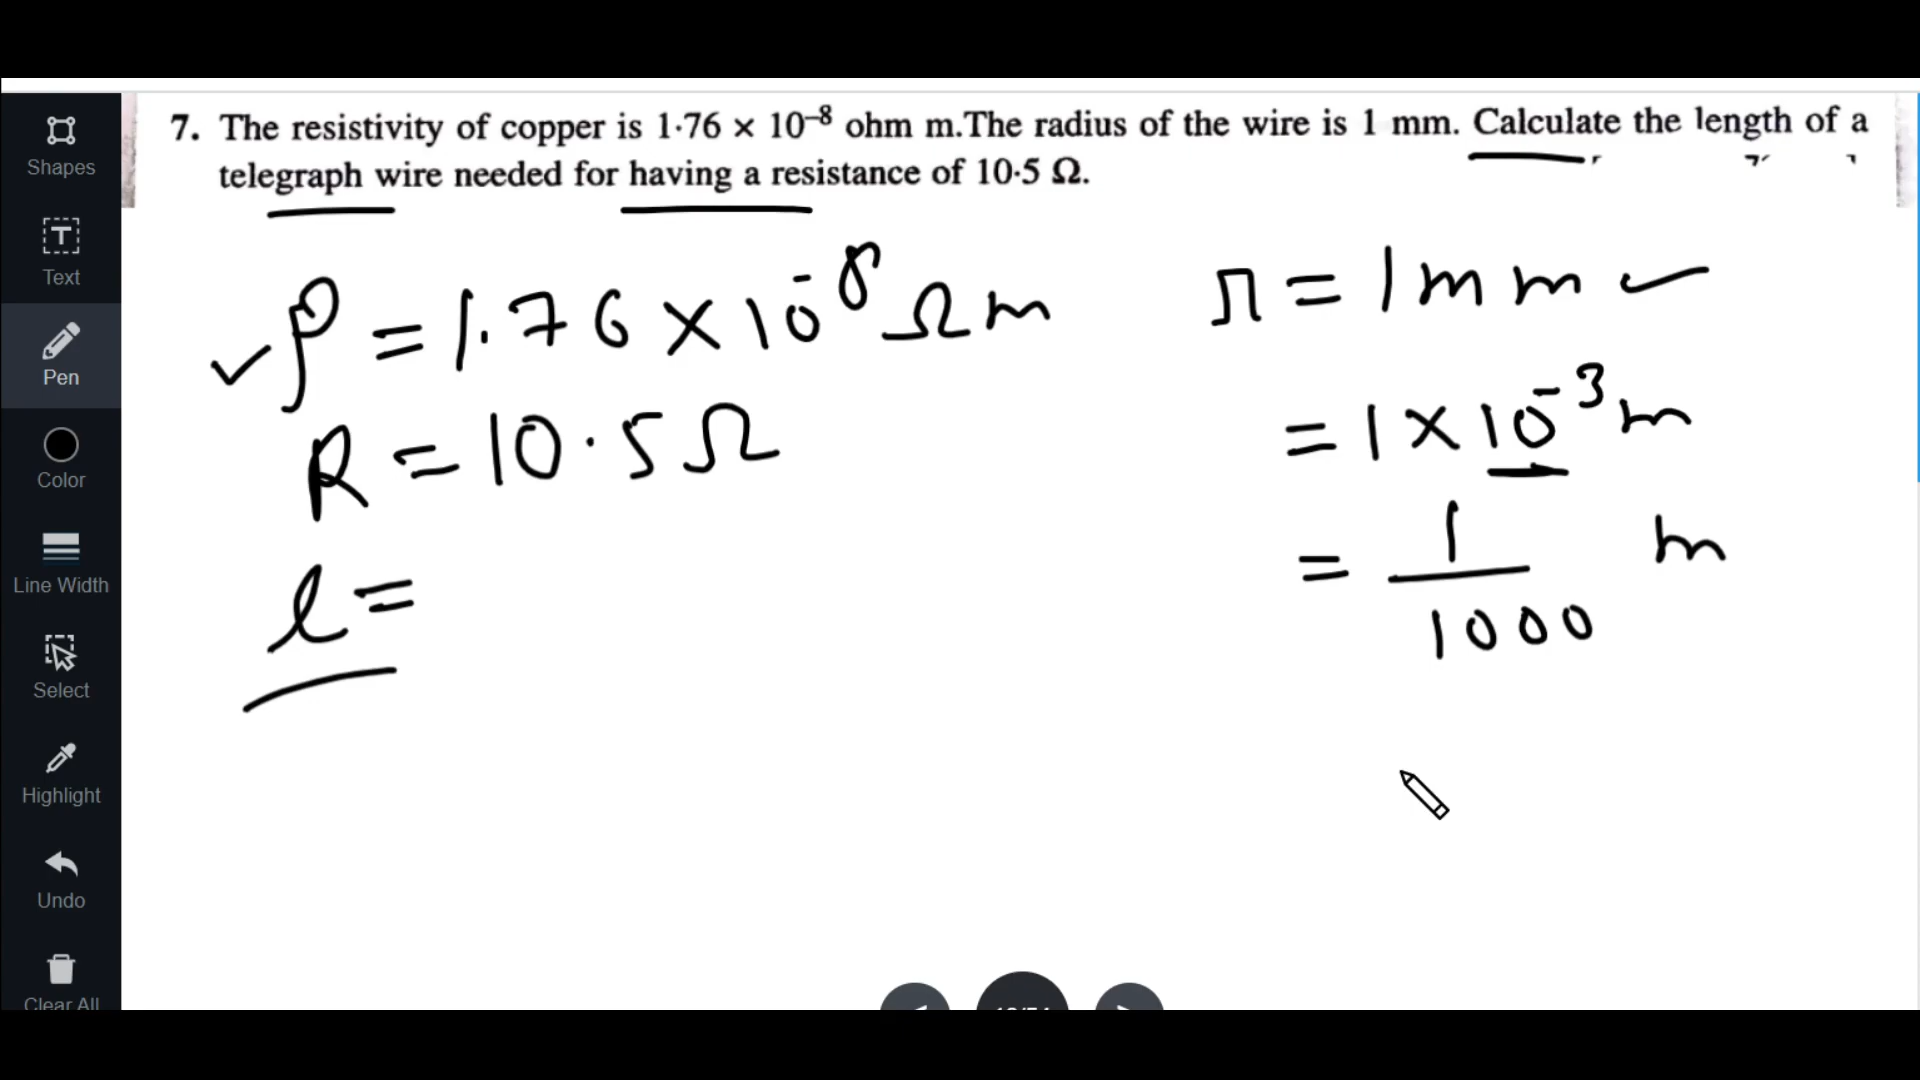 7. The resistivity of copper is 1·76 × 10⁻⁸ ohm m.The radius of the wire is 1 mm. Calculate the length of a
telegraph wire needed for having a resistance of 10·5 Ω.
Shapes
Text
Pen
Color
Line Width
Select
Highlight
Undo
Clear All
ρ = 1.76 × 10⁻⁸ Ω m
R = 10.5 Ω
l =
r = 1 m m
= 1 × 10⁻³ m
= 1/1000 m